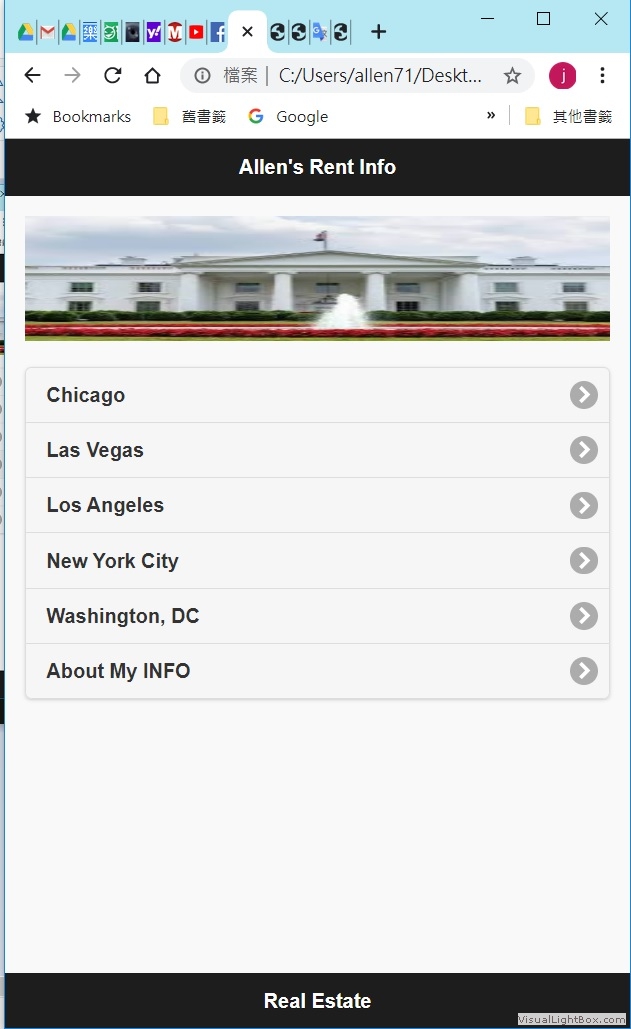 檔案 | C:/Users/allen71/Deskt...
Bookmarks 舊書籤 Google » 其他書籤
Allen's Rent Info
Chicago
Las Vegas
Los Angeles
New York City
Washington, DC
About My INFO
Real Estate
VisualLightBox.com